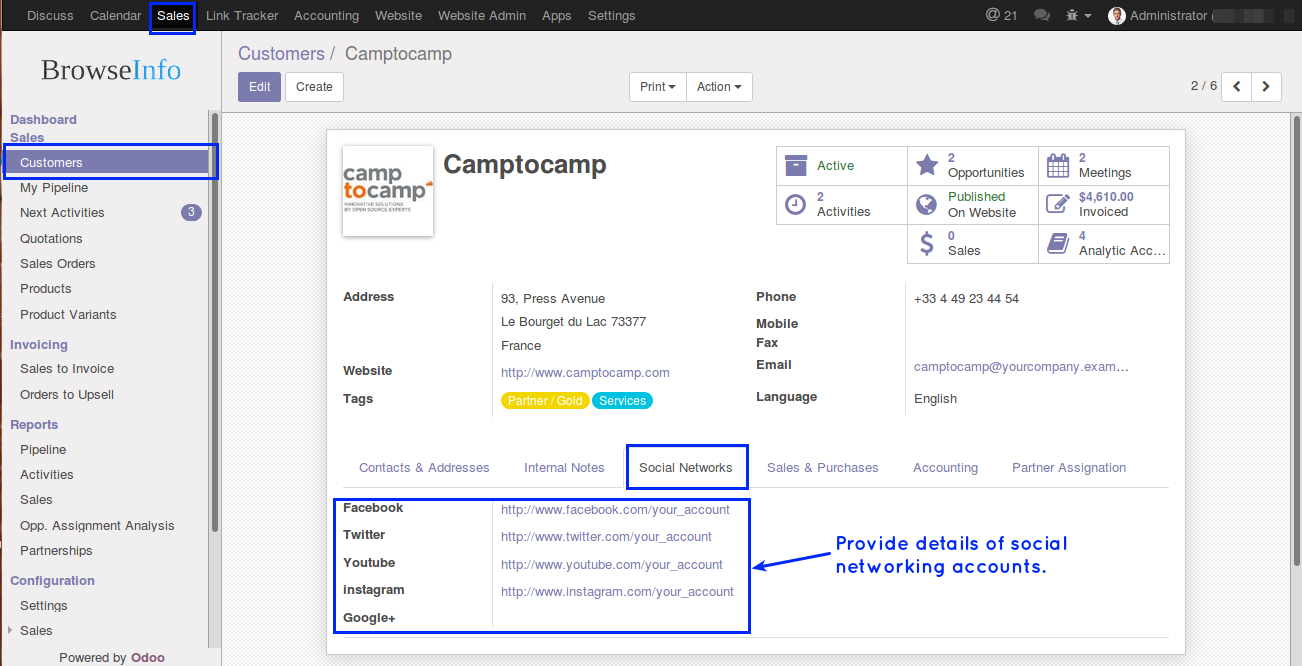 Discuss Calendar Sales Link Tracker Accounting Website Website Admin Apps Settings @ 21 Administrator (
BrowseInfo
Dashboard
Sales
Customers
My Pipeline
Next Activities 3
Quotations
Sales Orders
Products
Product Variants
Invoicing
Sales to Invoice
Orders to Upsell
Reports
Pipeline
Activities
Sales
Opp. Assignment Analysis
Partnerships
Configuration
Settings
Sales
Powered by Odoo
Customers / Camptocamp
Edit Create Print Action 2 / 6
camp
tocamp
INNOVATIVE SOLUTIONS
BY OPEN SOURCE EXPERTS
Camptocamp
Active
2
Opportunities
2
Meetings
2
Activities
Published
On Website
$4,610.00
Invoiced
0
Sales
4
Analytic Acc...
Address
93, Press Avenue
Le Bourget du Lac 73377
France
Website http://www.camptocamp.com
Tags Partner / Gold Services
Phone +33 4 49 23 44 54
Mobile
Fax
Email camptocamp@yourcompany.exam...
Language English
Contacts & Addresses Internal Notes Social Networks Sales & Purchases Accounting Partner Assignation
Facebook http://www.facebook.com/your_account
Twitter http://www.twitter.com/your_account
Youtube http://www.youtube.com/your_account
instagram http://www.instagram.com/your_account
Google+
Provide details of social
networking accounts.